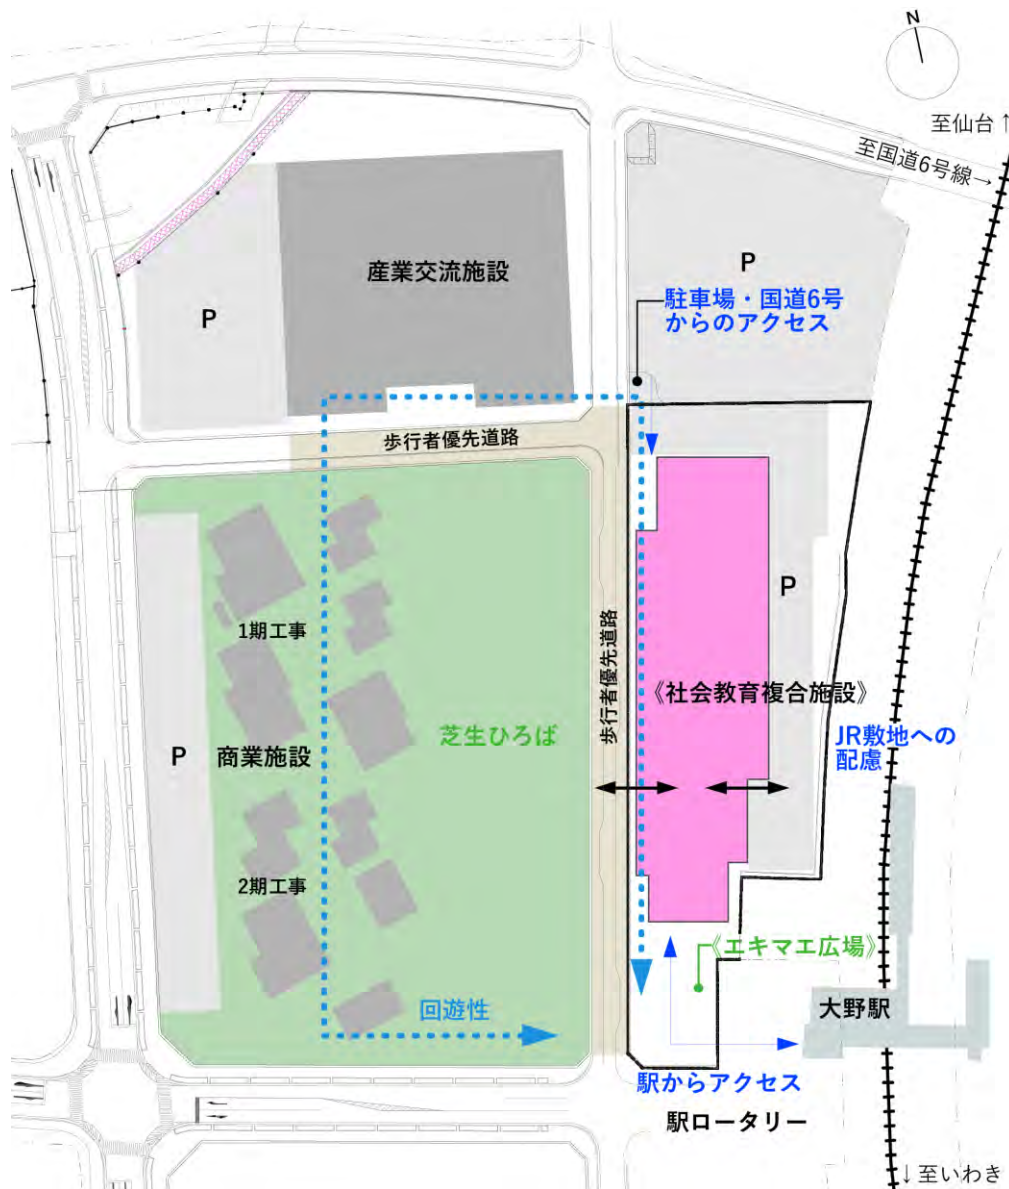 N
至仙台↑
至国道6号線→
産業交流施設
P
P
駐車場・国道6号
からのアクセス
歩行者優先道路
1期工事
歩行者優先道路
P
《社会教育複合施設》
芝生ひろば
P
商業施設
JR敷地への
配慮
2期工事
《エキマエ広場》
回遊性
大野駅
駅からアクセス
駅ロータリー
↓至いわき